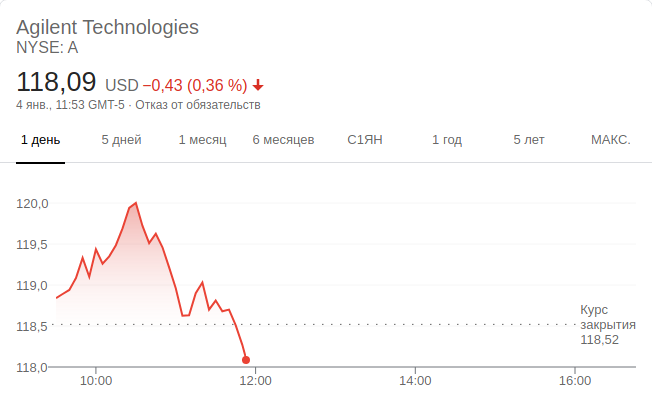 Agilent Technologies
NYSE: A
118,09 USD −0,43 (0,36 %)
4 янв., 11:53 GMT-5 · Отказ от обязательств
1 день 5 дней 1 месяц 6 месяцев С1ЯН 1 год 5 лет МАКС.
120,0
119,5
119,0
118,5
118,0
Курс
закрытия
118,52
10:00 12:00 14:00 16:00